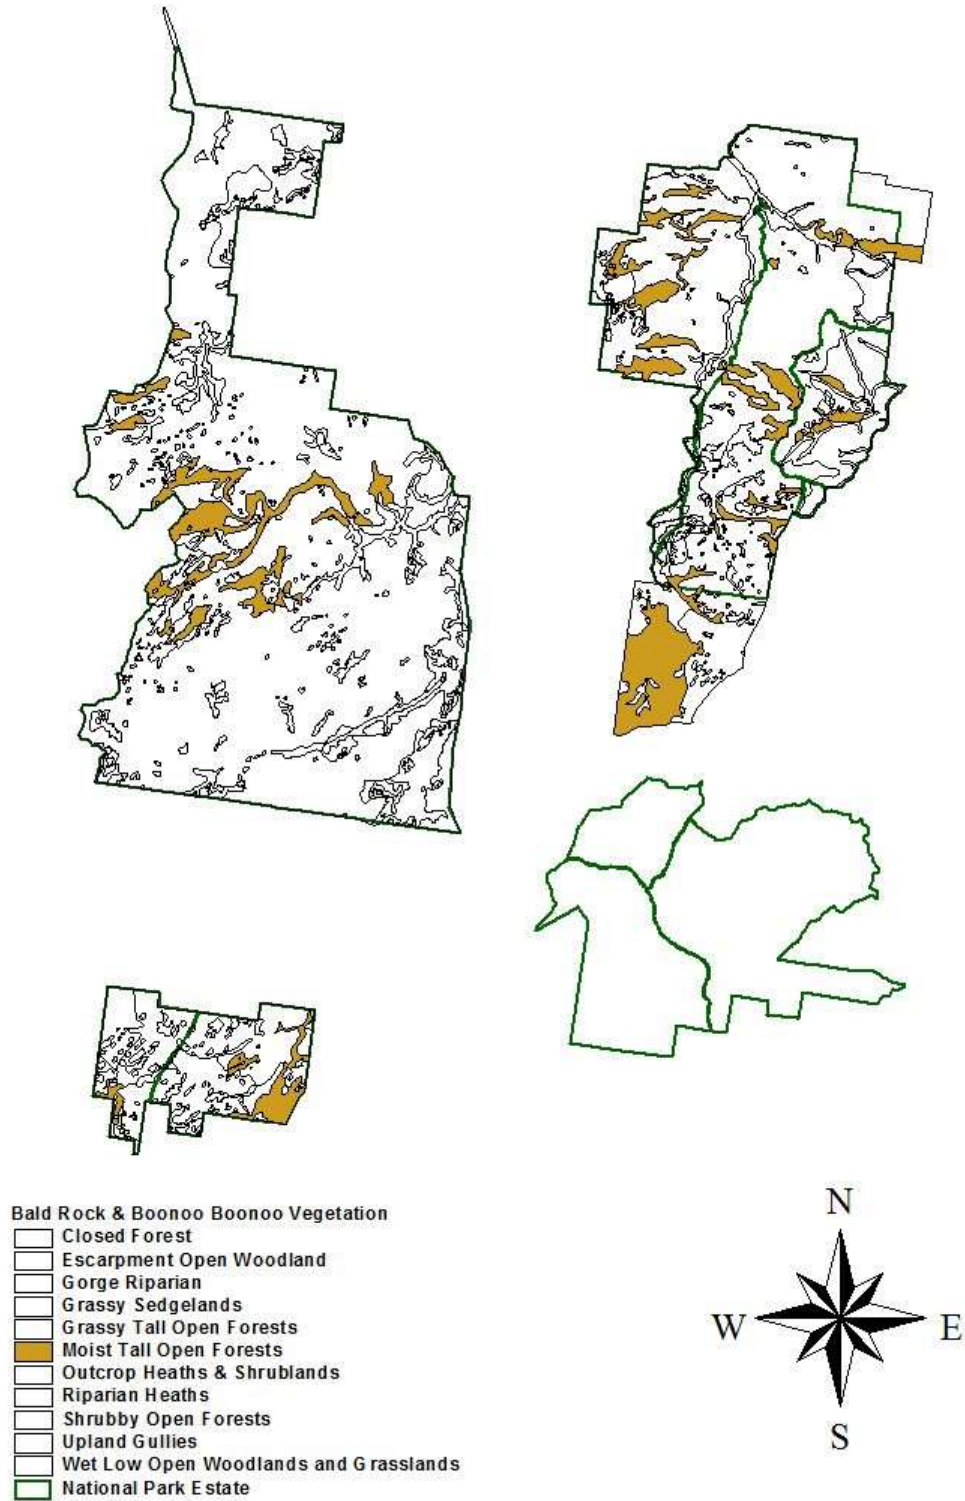 Bald Rock & Boonoo Boonoo Vegetation
Closed Forest
Escarpment Open Woodland
Gorge Riparian
Grassy Sedgelands
Grassy Tall Open Forests
Moist Tall Open Forests
Outcrop Heaths & Shrublands
Riparian Heaths
Shrubby Open Forests
Upland Gullies
Wet Low Open Woodlands and Grasslands
National Park Estate
N
W E
S